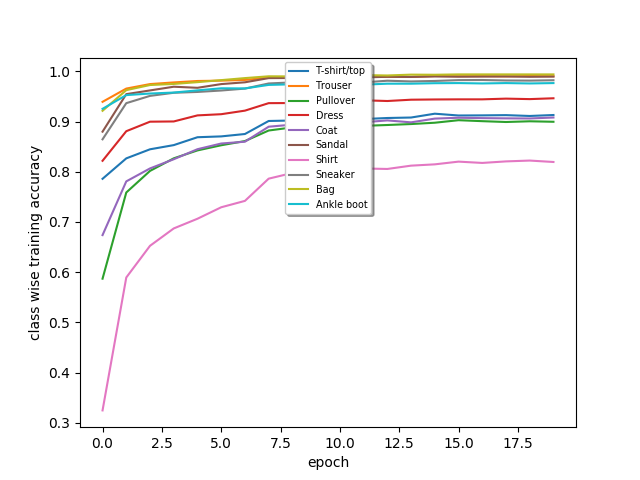 1.0
0.9
0.8
0.7
0.6
0.5
0.4
0.3
class wise training accuracy
T-shirt/top
Trouser
Pullover
Dress
Coat
Sandal
Shirt
Sneaker
Bag
Ankle boot
0.0 2.5 5.0 7.5 10.0 12.5 15.0 17.5
epoch